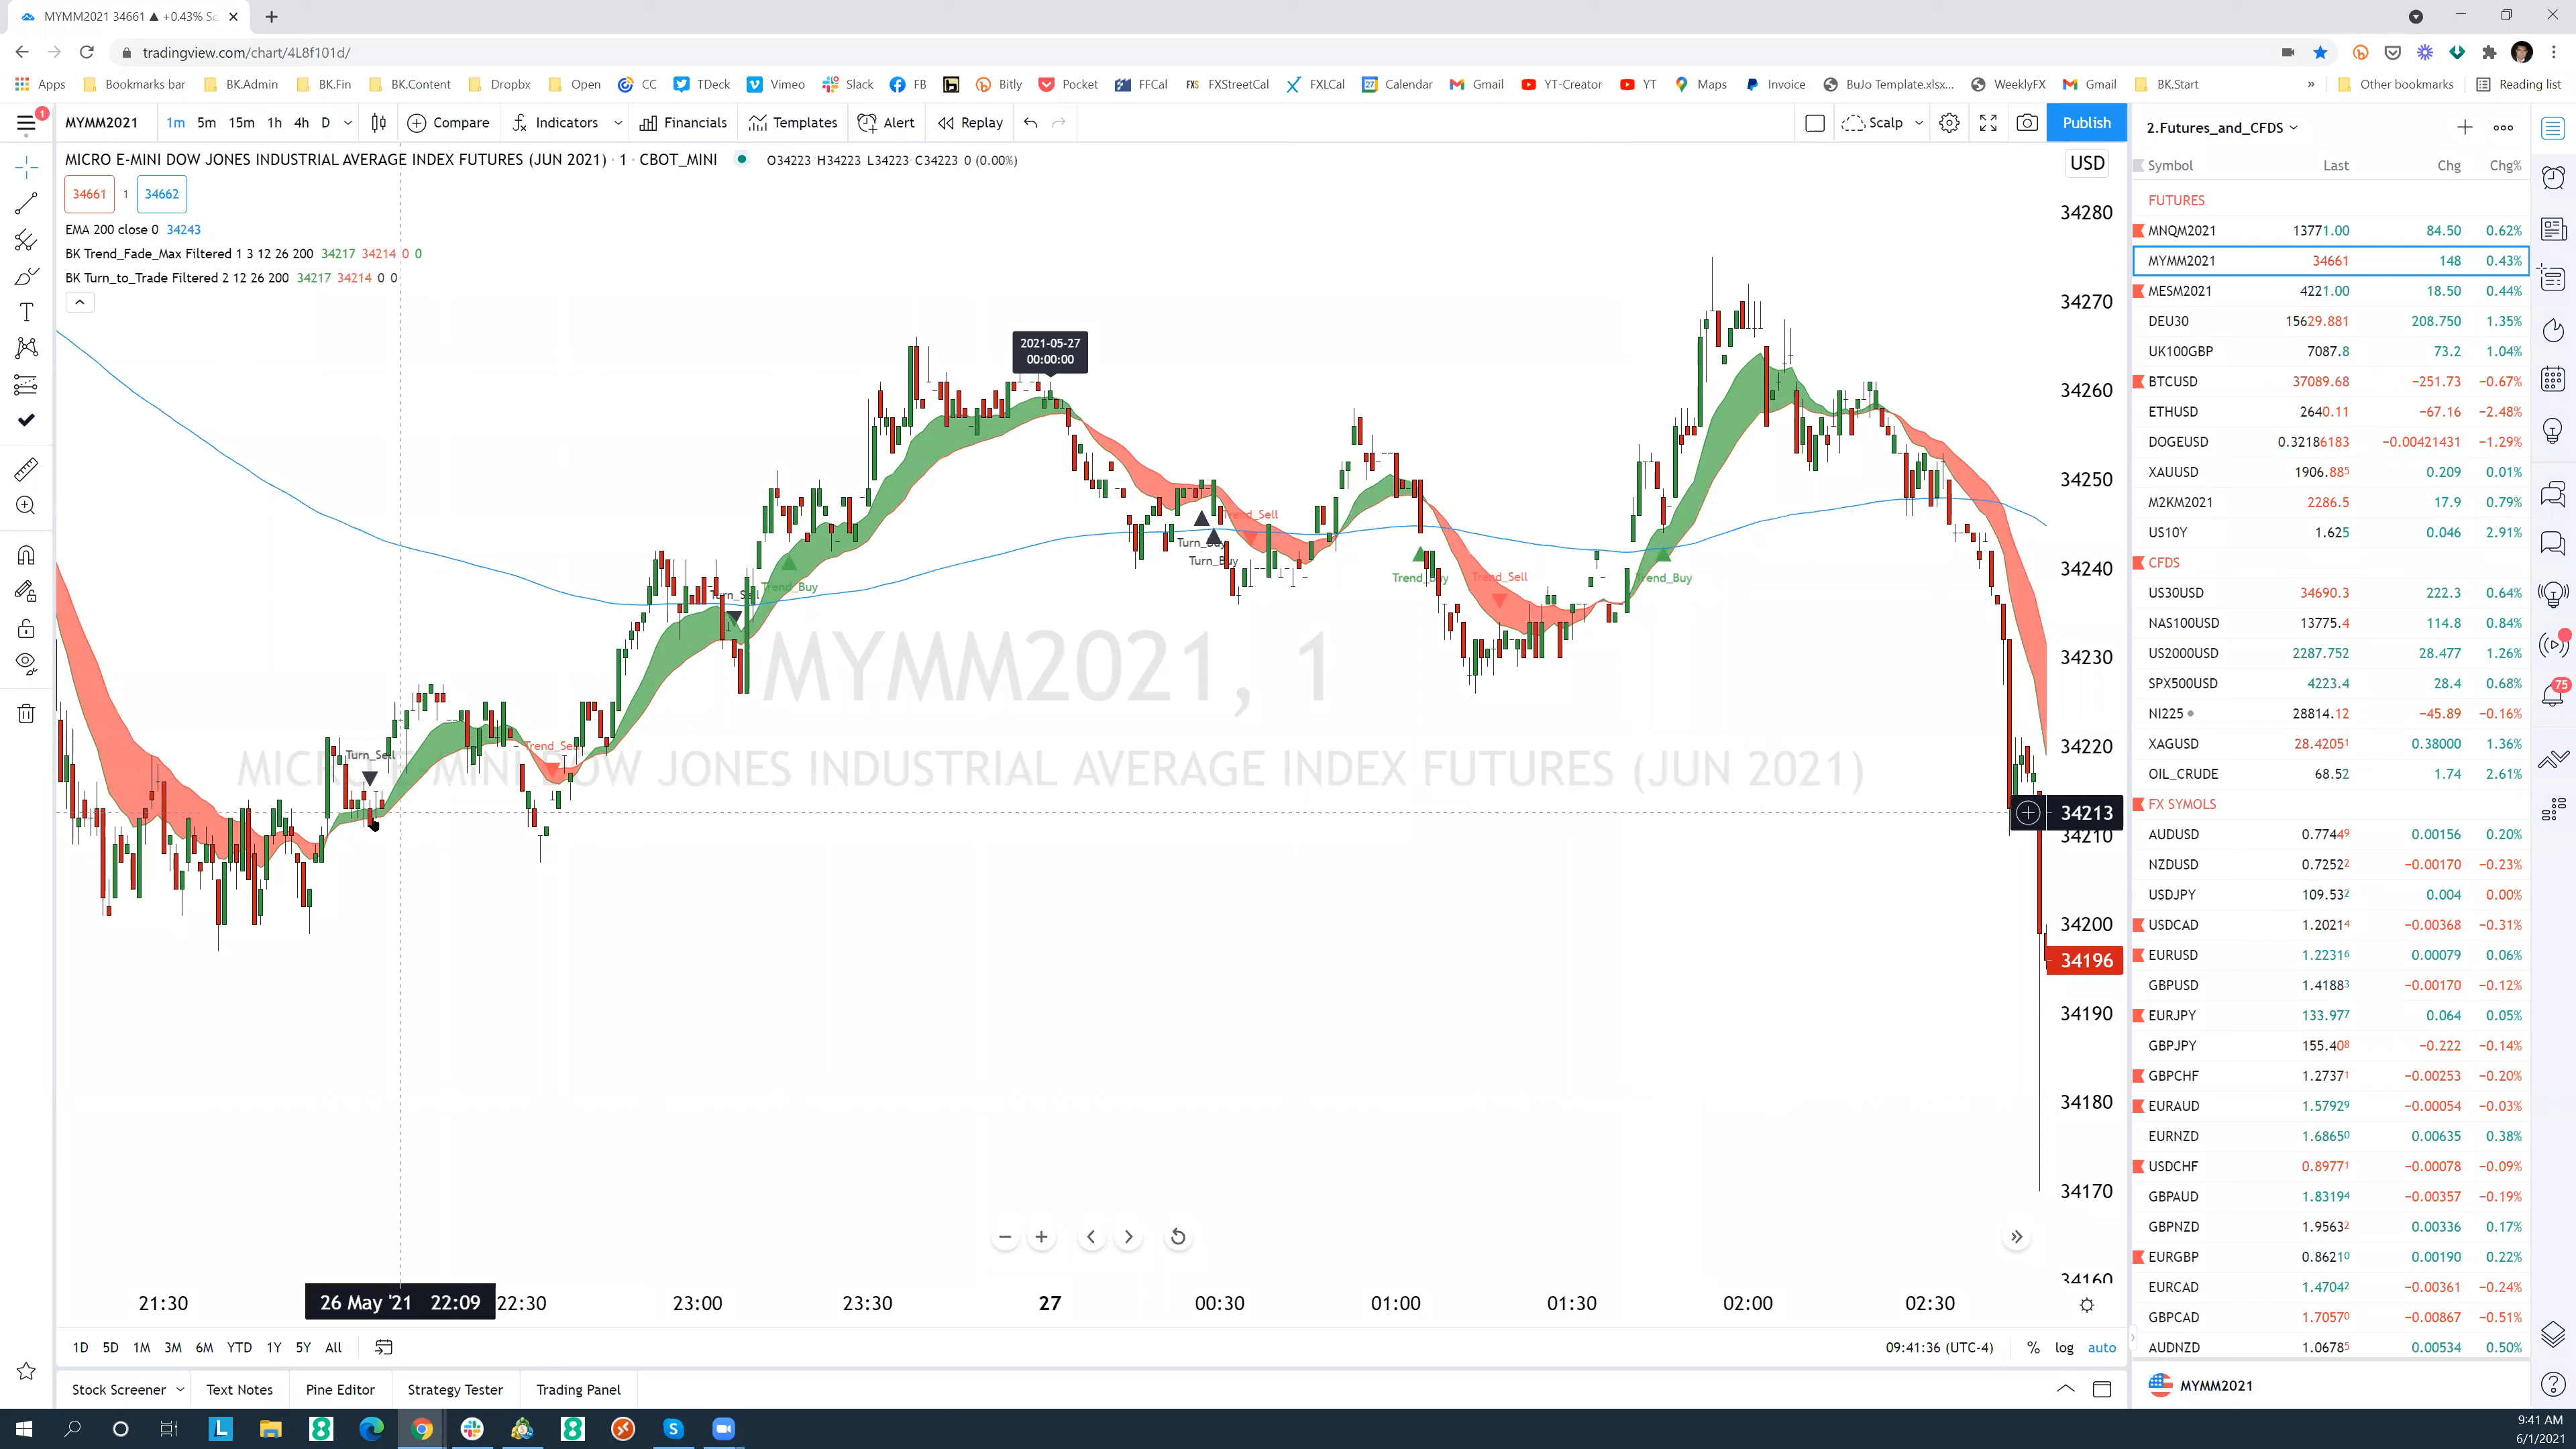 MYMM2021 34661 ▲ +0.43% Sc
tradingview.com/chart/4L8f101d/
Apps Bookmarks bar BK.Admin BK.Fin BK.Content Dropbx Open CC TDeck Vimeo Slack FB Bitly Pocket FFCal FXStreetCal FXLCal Calendar Gmail YT-Creator YT Maps Invoice BuJo Template.xlsx... WeeklyFX Gmail BK.Start » Other bookmarks Reading list
1 MYMM2021 1m 5m 15m 1h 4h D Compare Indicators Financials Templates Alert Replay Scalp Publish
MICRO E-MINI DOW JONES INDUSTRIAL AVERAGE INDEX FUTURES (JUN 2021) · 1 · CBOT_MINI O34223 H34223 L34223 C34223 0 (0.00%)
USD
34661 1 34662
EMA 200 close 0 34243
BK Trend_Fade_Max Filtered 1 3 12 26 200 34217 34214 0 0
BK Turn_to_Trade Filtered 2 12 26 200 34217 34214 0 0
2021-05-27
00:00:00
Trend_Sell
Turn_Buy
Turn_Buy
Trend_Buy
Trend_Sell
Trend_Buy
Turn_Sell
Trend_Buy
Turn_Sell
Trend_Sell
MYMM2021, 1
MICRO E-MINI DOW JONES INDUSTRIAL AVERAGE INDEX FUTURES (JUN 2021)
34280
34270
34260
34250
34240
34230
34220
34213
34210
34200
34196
34190
34180
34170
34160
21:30 26 May '21 22:09 22:30 23:00 23:30 27 00:30 01:00 01:30 02:00 02:30
1D 5D 1M 3M 6M YTD 1Y 5Y All 09:41:36 (UTC-4) % log auto
Stock Screener Text Notes Pine Editor Strategy Tester Trading Panel
2.Futures_and_CFDS
Symbol Last Chg Chg%
FUTURES
MNQM2021 13771.00 84.50 0.62%
MYMM2021 34661 148 0.43%
MESM2021 4221.00 18.50 0.44%
DEU30 15629.881 208.750 1.35%
UK100GBP 7087.8 73.2 1.04%
BTCUSD 37089.68 −251.73 −0.67%
ETHUSD 2640.11 −67.16 −2.48%
DOGEUSD 0.32186183 −0.00421431 −1.29%
XAUUSD 1906.885 0.209 0.01%
M2KM2021 2286.5 17.9 0.79%
US10Y 1.625 0.046 2.91%
CFDS
US30USD 34690.3 222.3 0.64%
NAS100USD 13775.4 114.8 0.84%
US2000USD 2287.752 28.477 1.26%
SPX500USD 4223.4 28.4 0.68%
NI225 28814.12 −45.89 −0.16%
XAGUSD 28.42051 0.38000 1.36%
OIL_CRUDE 68.52 1.74 2.61%
FX SYMOLS
AUDUSD 0.77449 0.00156 0.20%
NZDUSD 0.72522 −0.00170 −0.23%
USDJPY 109.532 0.004 0.00%
USDCAD 1.20214 −0.00368 −0.31%
EURUSD 1.22316 0.00079 0.06%
GBPUSD 1.41883 −0.00170 −0.12%
EURJPY 133.977 0.064 0.05%
GBPJPY 155.408 −0.222 −0.14%
GBPCHF 1.27371 −0.00253 −0.20%
EURAUD 1.57929 −0.00054 −0.03%
EURNZD 1.68650 0.00635 0.38%
USDCHF 0.89771 −0.00078 −0.09%
GBPAUD 1.83194 −0.00357 −0.19%
GBPNZD 1.95632 0.00336 0.17%
EURGBP 0.86210 0.00190 0.22%
EURCAD 1.47042 −0.00361 −0.24%
GBPCAD 1.70570 −0.00867 −0.51%
AUDNZD 1.06785 0.00534 0.50%
MYMM2021
75
9:41 AM
6/1/2021